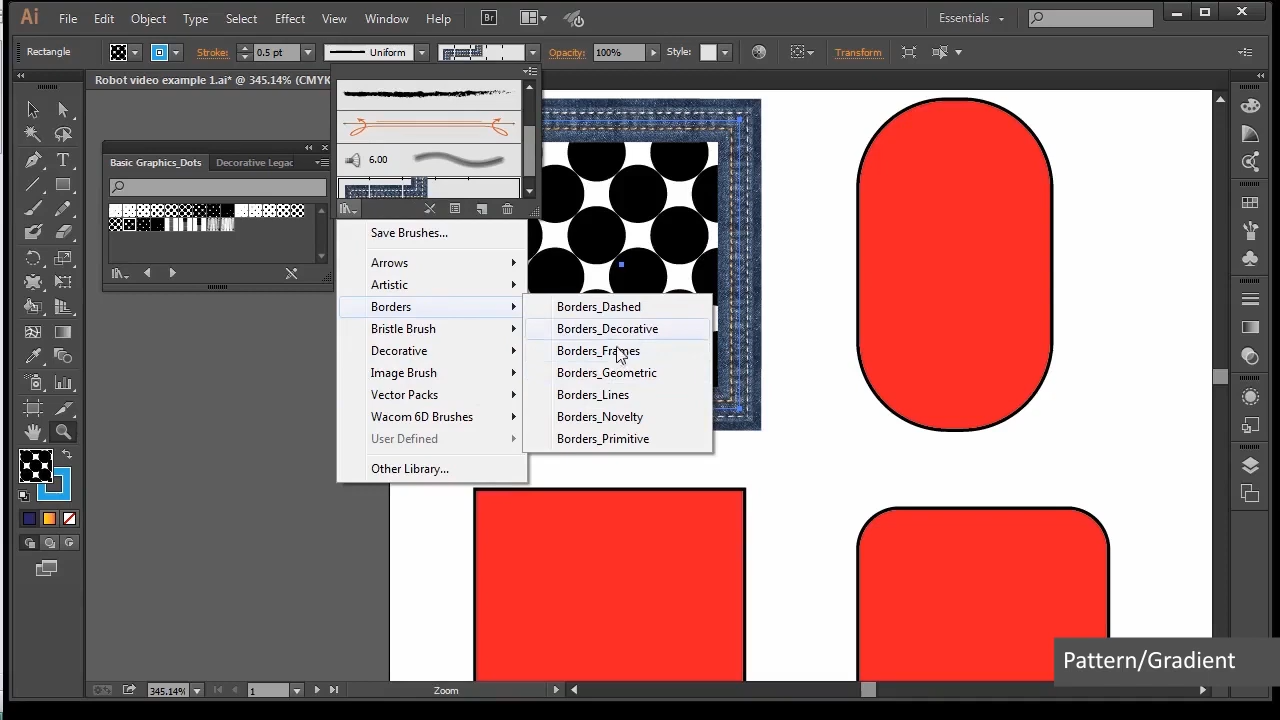 Ai File Edit Object Type Select Effect View Window Help Br Essentials
Rectangle Stroke: 0.5 pt Uniform Opacity: 100% Style: Transform
Robot video example 1.ai* @ 345.14% (CMYK
Basic Graphics_Dots Decorative Legac
6.00
Save Brushes...
Arrows
Artistic
Borders
Bristle Brush
Decorative
Image Brush
Vector Packs
Wacom 6D Brushes
User Defined
Other Library...
Borders_Dashed
Borders_Decorative
Borders_Frames
Borders_Geometric
Borders_Lines
Borders_Novelty
Borders_Primitive
Pattern/Gradient
345.14% 1 Zoom